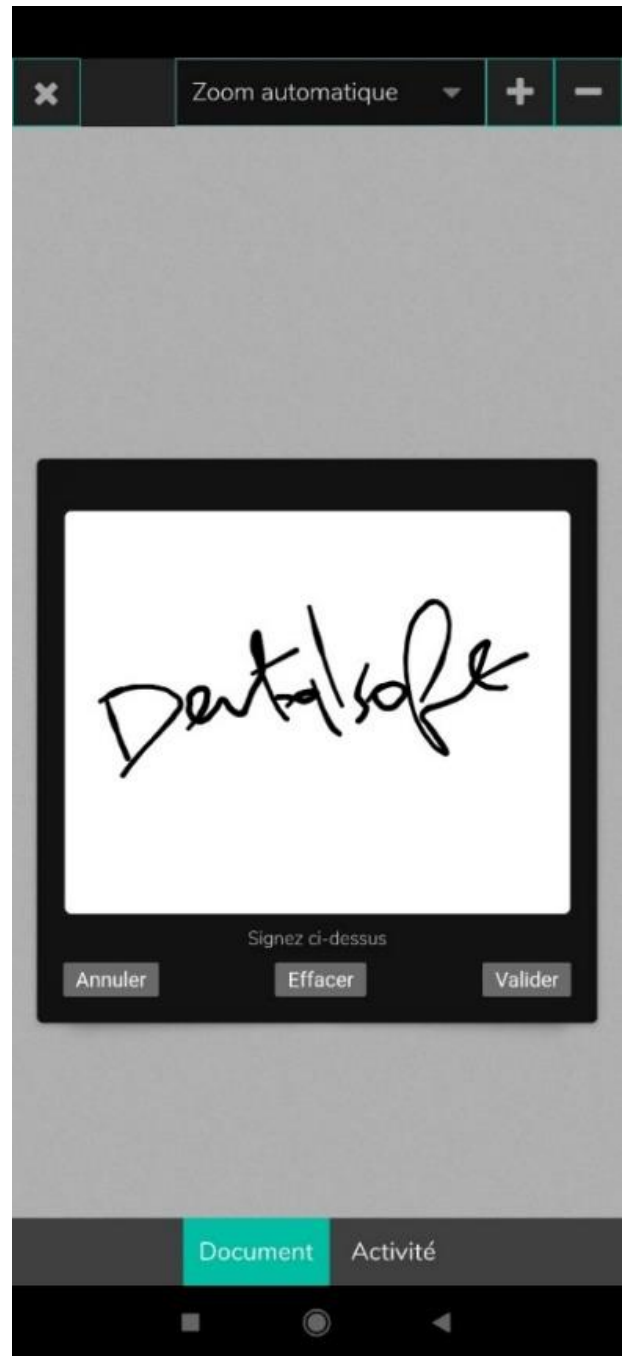 Zoom automatique
Dentalsoft
Signez ci-dessus
Annuler Effacer Valider
Document Activité